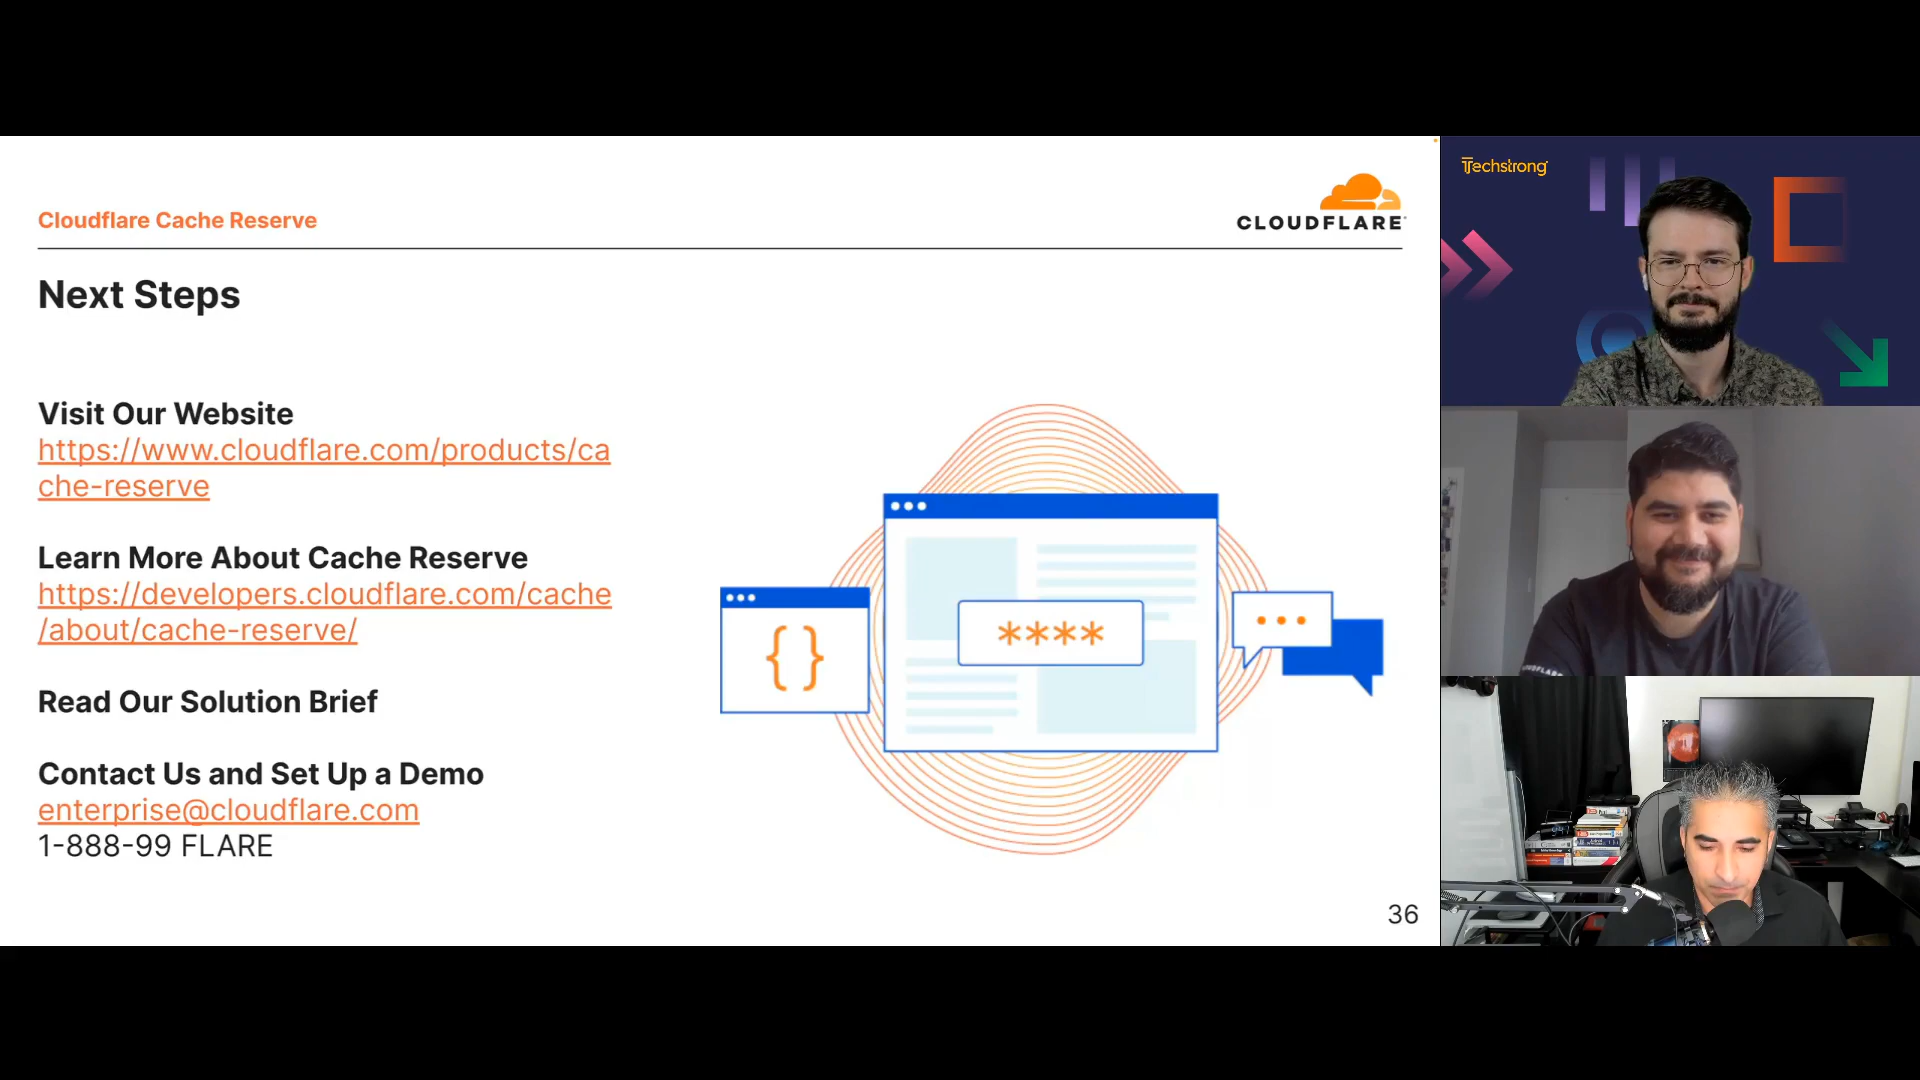 Cloudflare Cache Reserve
CLOUDFLARE
Next Steps
Visit Our Website
https://www.cloudflare.com/products/ca
che-reserve
Learn More About Cache Reserve
https://developers.cloudflare.com/cache
/about/cache-reserve/
Read Our Solution Brief
Contact Us and Set Up a Demo
enterprise@cloudflare.com
1-888-99 FLARE
{ }
****
36
Techstrong